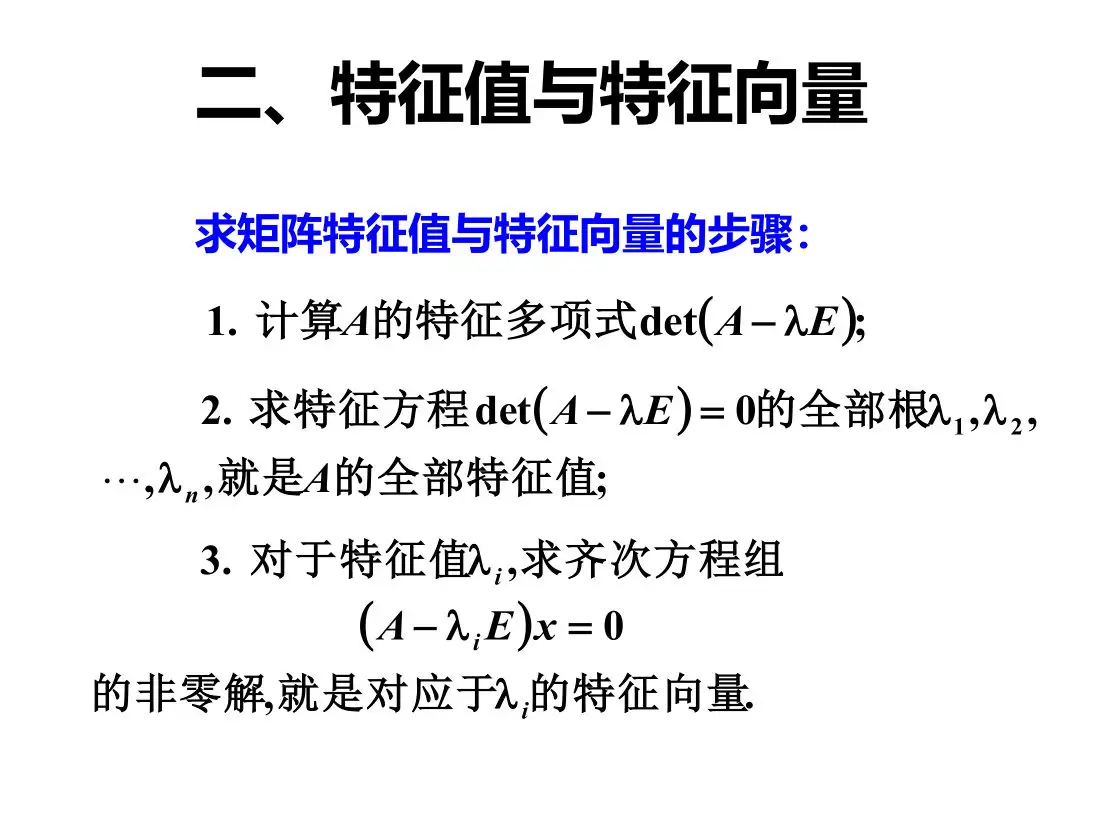 二、特征值与特征向量
求矩阵特征值与特征向量的步骤：
1. 计算A的特征多项式det(A − λE);
2. 求特征方程det(A − λE) = 0的全部根λ₁,λ₂,
⋯,λₙ,就是A的全部特征值;
3. 对于特征值λᵢ,求齐次方程组
(A − λᵢE)x = 0
的非零解,就是对应于λᵢ的特征向量.